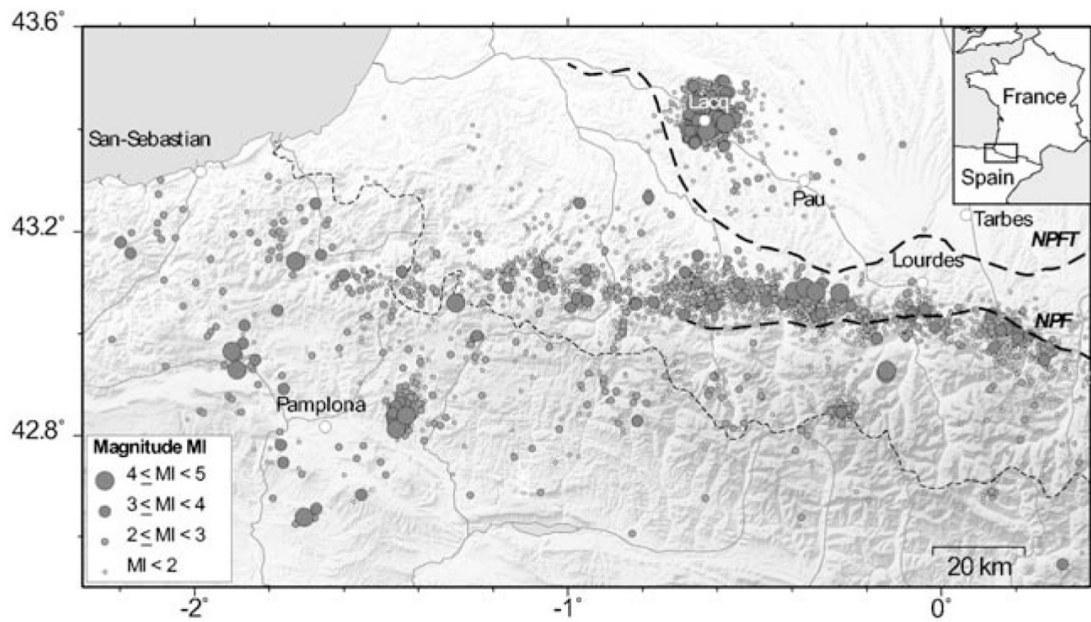 43.6°
43.2°
42.8°
San-Sebastian
Lacq
Pau
Tarbes
Lourdes
NPFT
NPF
Pamplona
France
Spain
Magnitude Ml
4 ≤ Ml < 5
3 ≤ Ml < 4
2 ≤ Ml < 3
Ml < 2
20 km
-2°
-1°
0°